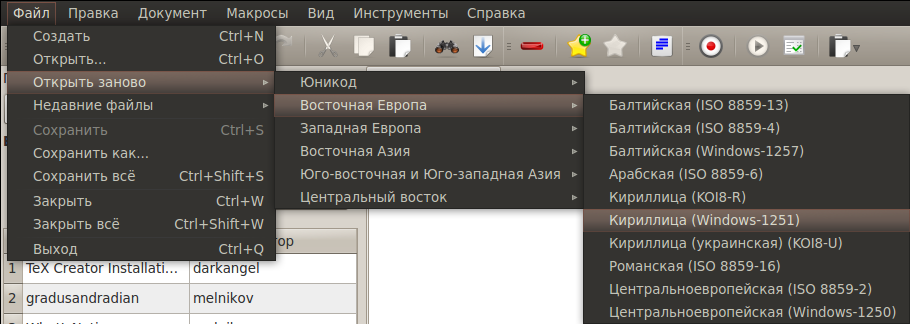 Файл Правка Документ Макросы Вид Инструменты Справка
Создать Ctrl+N
Открыть... Ctrl+O
Открыть заново
Недавние файлы
Сохранить Ctrl+S
Сохранить как...
Сохранить всё Ctrl+Shift+S
Закрыть Ctrl+W
Закрыть всё Ctrl+Shift+W
Выход Ctrl+Q
Юникод
Восточная Европа
Западная Европа
Восточная Азия
Юго-восточная и Юго-западная Азия
Центральный восток
Балтийская (ISO 8859-13)
Балтийская (ISO 8859-4)
Балтийская (Windows-1257)
Арабская (ISO 8859-6)
Кириллица (KOI8-R)
Кириллица (Windows-1251)
Кириллица (украинская) (KOI8-U)
Романская (ISO 8859-16)
Центральноевропейская (ISO 8859-2)
Центральноевропейская (Windows-1250)
тор
1 TeX Creator Installati... darkangel
2 gradusandradian melnikov